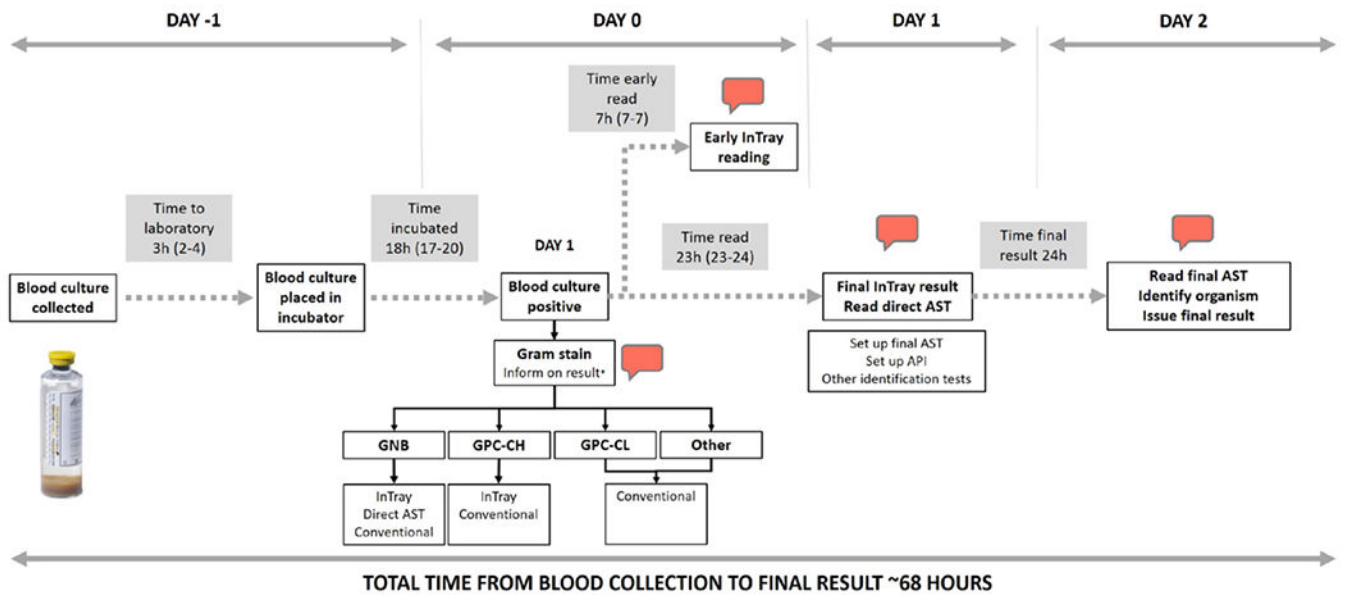 DAY -1
DAY 0
DAY 1
DAY 2
Time early
read
7h (7-7)
Early InTray
reading
Time to
laboratory
3h (2-4)
Time
incubated
18h (17-20)
DAY 1
Time read
23h (23-24)
Time final
result 24h
Blood culture
collected
Blood culture
placed in
incubator
Blood culture
positive
Final InTray result
Read direct AST
Read final AST
Identify organism
Issue final result
Gram stain
Inform on result*
Set up final AST
Set up API
Other identification tests
GNB
GPC-CH
GPC-CL
Other
InTray
Direct AST
Conventional
InTray
Conventional
Conventional
TOTAL TIME FROM BLOOD COLLECTION TO FINAL RESULT ~68 HOURS